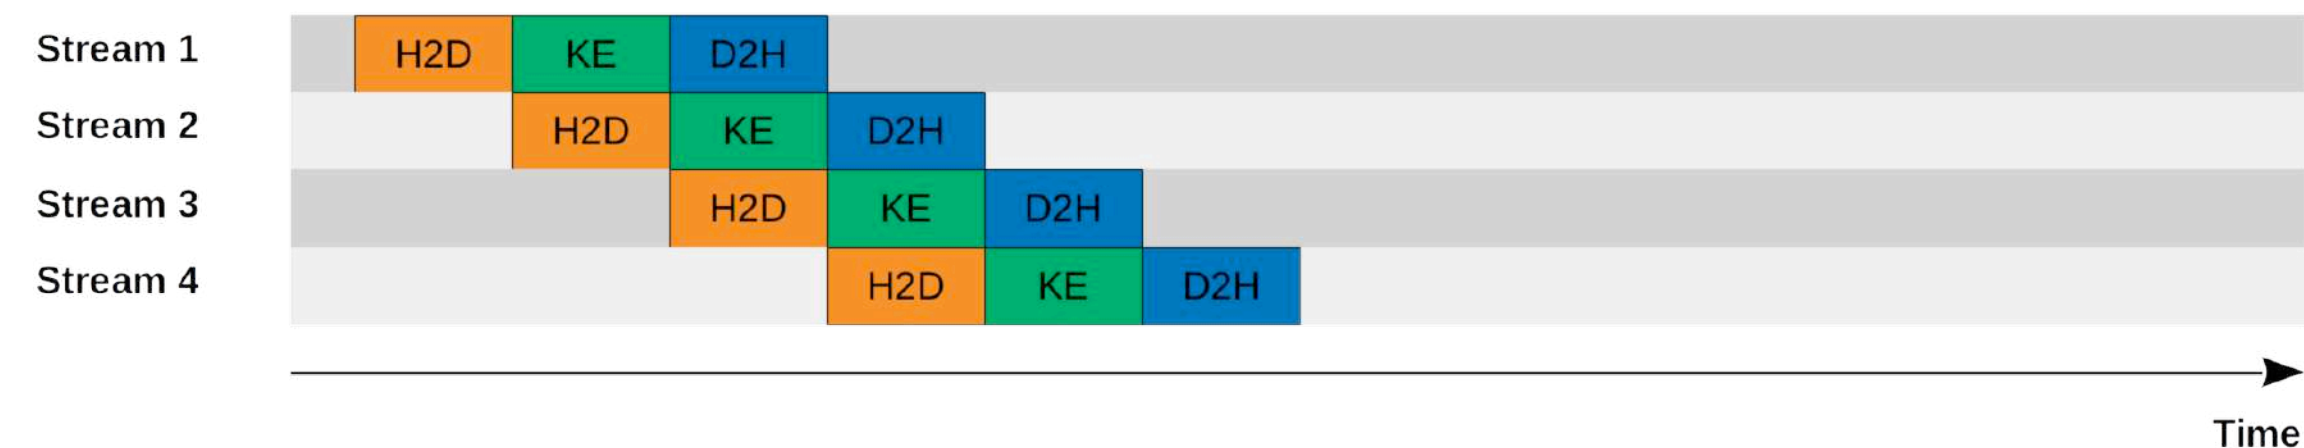 Stream 1 H2D KE D2H
Stream 2 H2D KE D2H
Stream 3 H2D KE D2H
Stream 4 H2D KE D2H
Time